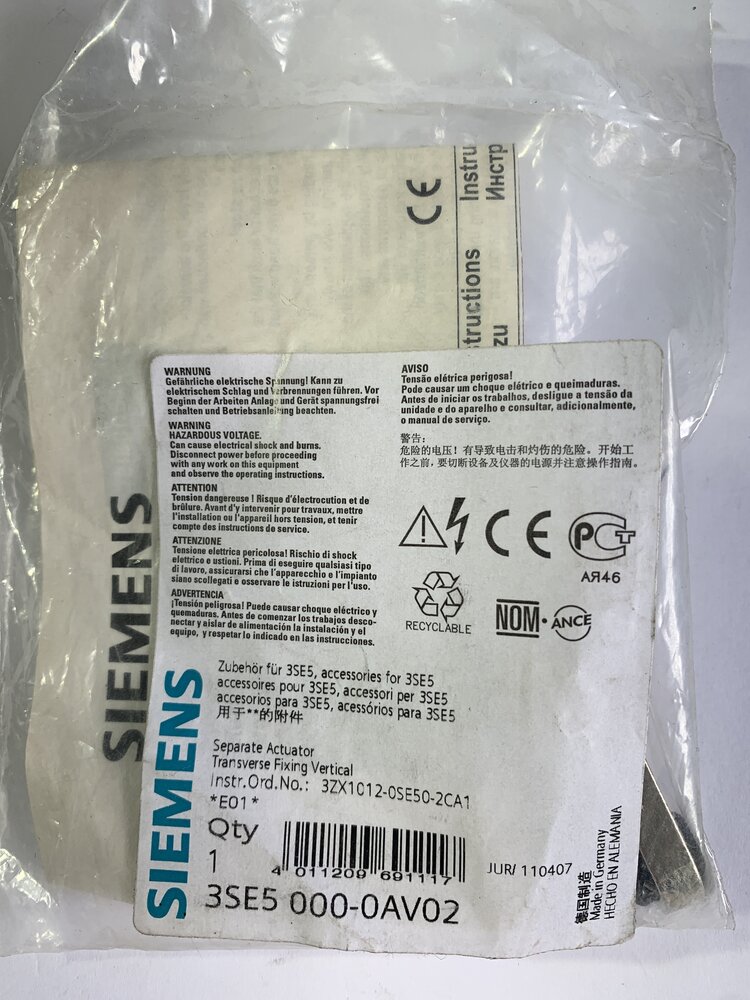 CE
Instru
Инстр
structions
zu
SIEMENS
WARNUNG
Gefährliche elektrische Spannung! Kann zu
elektrischem Schlag und Verbrennungen führen. Vor
Beginn der Arbeiten Anlage und Gerät spannungsfrei
schalten und Betriebsanleitung beachten.
WARNING
HAZARDOUS VOLTAGE.
Can cause electrical shock and burns.
Disconnect power before proceeding
with any work on this equipment
and observe the operating instructions.
ATTENTION
Tension dangereuse ! Risque d'électrocution et de
brûlure. Avant d'y intervenir pour travaux, mettre
l'installation ou l'appareil hors tension, et tenir
compte des instructions de service.
ATTENZIONE
Tensione elettrica pericolosa! Rischio di shock
elettrico e ustioni. Prima di eseguire qualsiasi tipo
di lavoro, assicurarsi che l'apparecchio e l'impianto
siano scollegati e osservare le istruzioni per l'uso.
ADVERTENCIA
¡Tensión peligrosa! Puede causar choque eléctrico y
quemaduras. Antes de comenzar los trabajos desco-
nectar y aislar de alimentación la instalación y el
equipo, y respetar lo indicado en las instrucciones.
AVISO
Tensão elétrica perigosa!
Pode causar um choque elétrico e queimaduras.
Antes de iniciar os trabalhos, desligue a tensão da
unidade e do aparelho e consultar, adicionalmente,
o manual de serviço.
警告:
危险的电压! 有导致电击和灼伤的危险。开始工
作之前, 要切断设备及仪器的电源并注意操作指南。
CE
РСТ
АЯ46
RECYCLABLE
NOM·ANCE
SIEMENS
Zubehör für 3SE5, accessories for 3SE5
accessoires pour 3SE5, accessori per 3SE5
accesorios para 3SE5, acessórios para 3SE5
用于**的附件
Separate Actuator
Transverse Fixing Vertical
Instr.Ord.No.: 3ZX1012-0SE50-2CA1
*E01*
Qty
1
4 011209 691117
JUR/ 110407
3SE5 000-0AV02
德国制造
Made in Germany
HECHO EN ALEMANIA